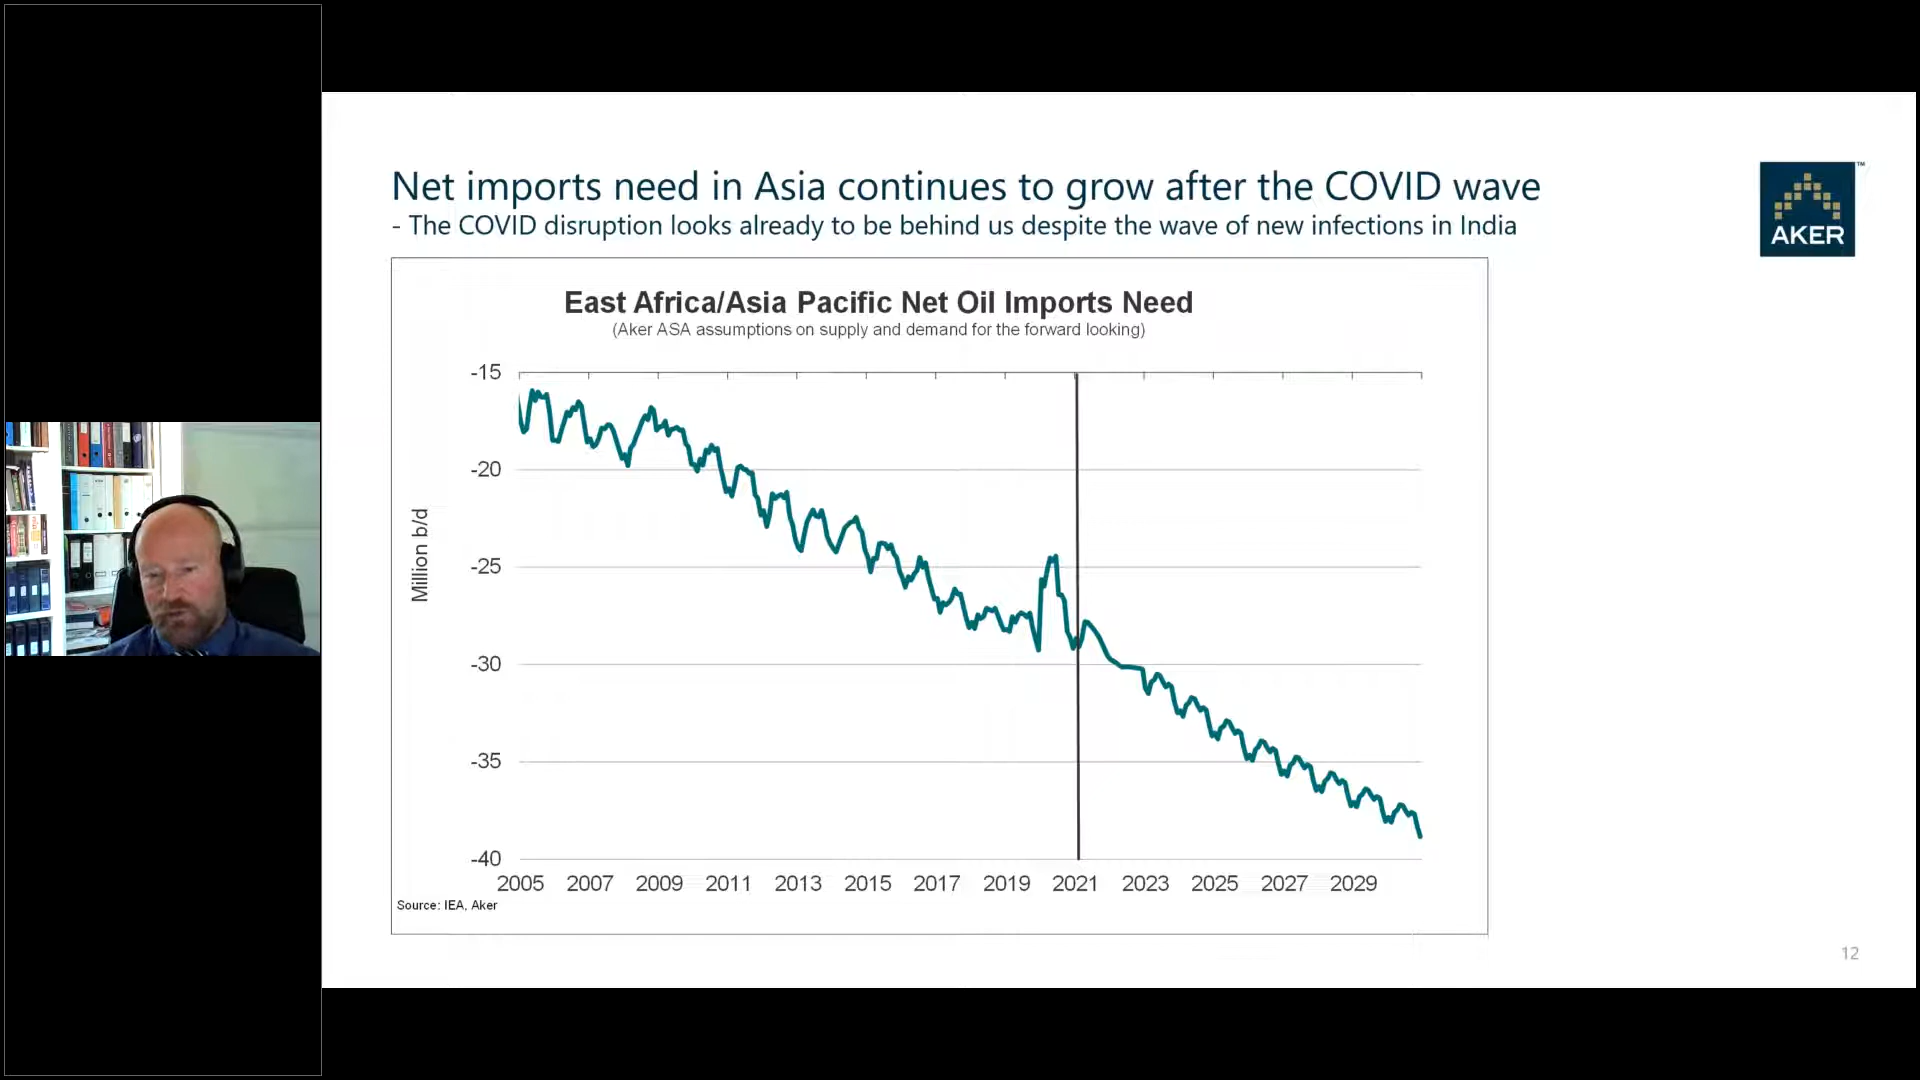 Net imports need in Asia continues to grow after the COVID wave
- The COVID disruption looks already to be behind us despite the wave of new infections in India
™
AKER
East Africa/Asia Pacific Net Oil Imports Need
(Aker ASA assumptions on supply and demand for the forward looking)
Million b/d
-15
-20
-25
-30
-35
-40
2005 2007 2009 2011 2013 2015 2017 2019 2021 2023 2025 2027 2029
Source: IEA, Aker
12